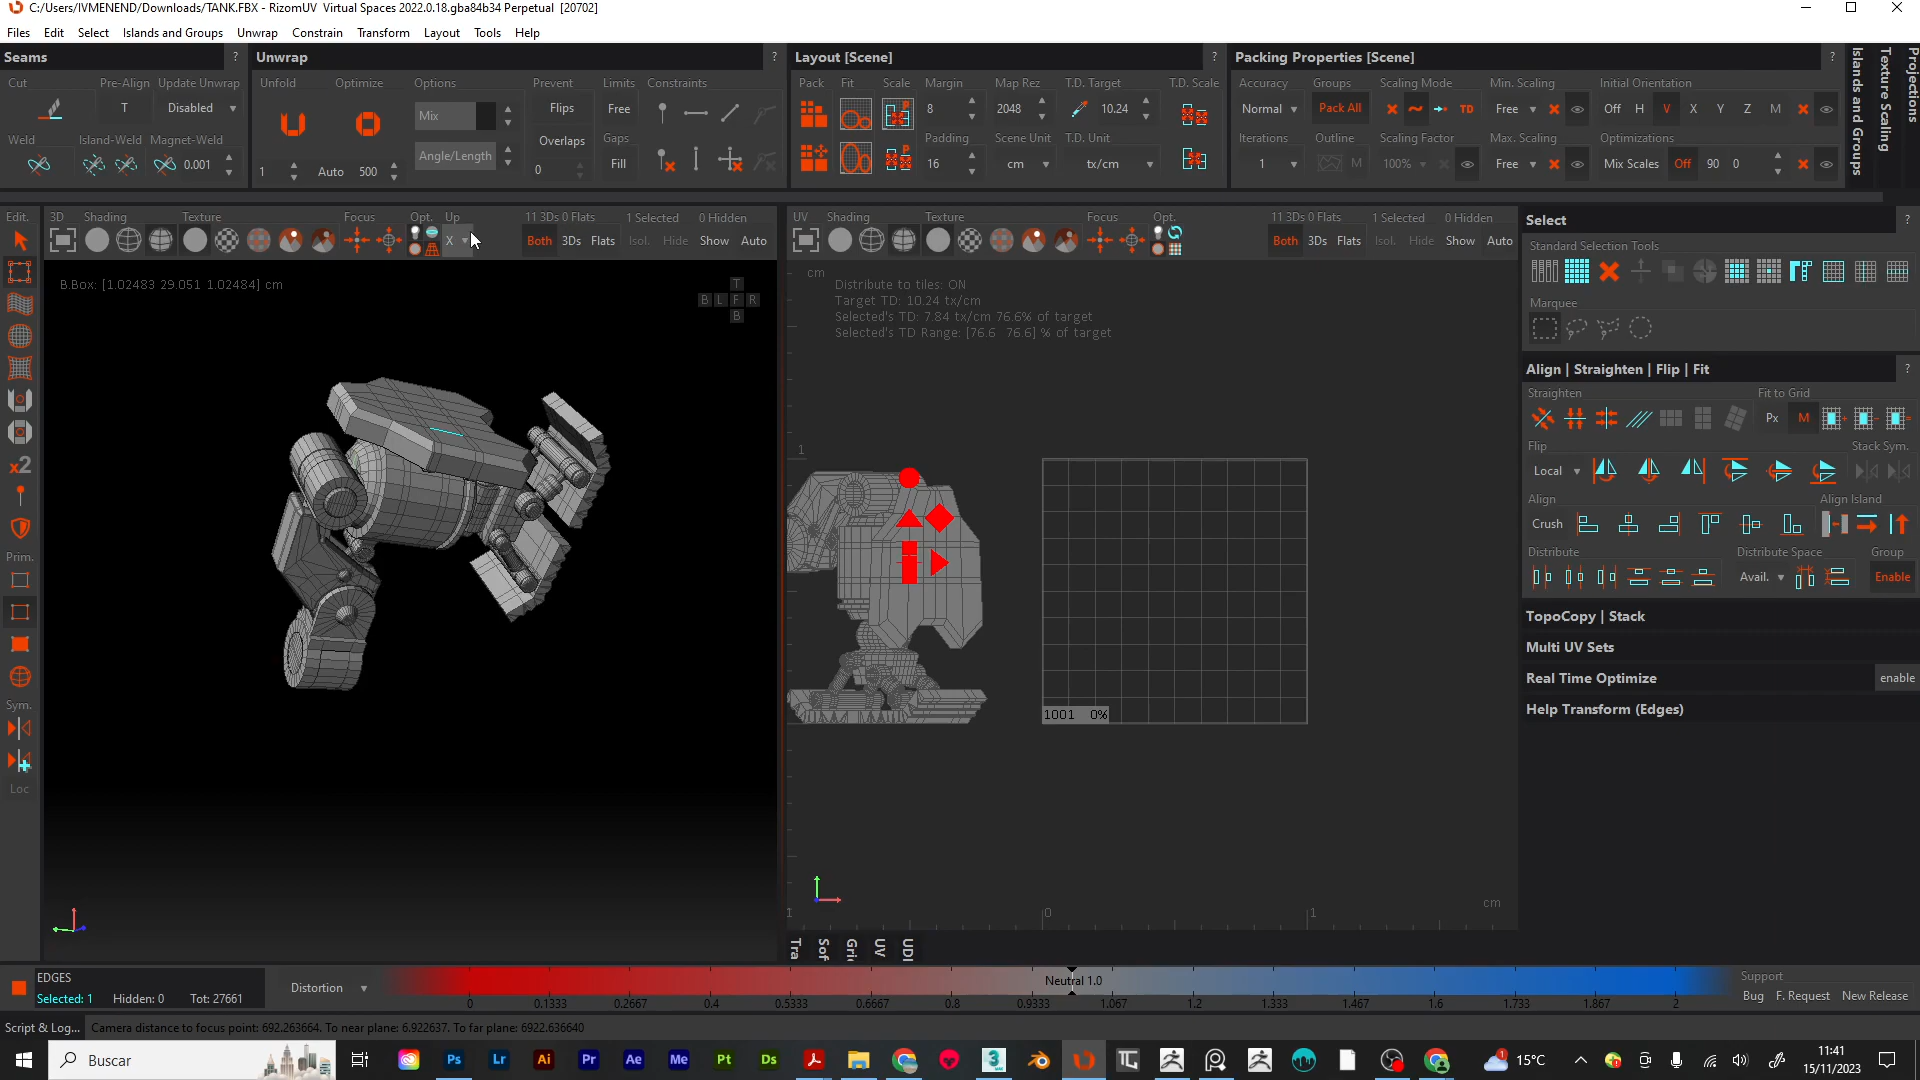 C:/Users/IVMENEND/Downloads/TANK.FBX - RizomUV Virtual Spaces 2022.0.18.gba84b34 Perpetual [20702]
Files Edit Select Islands and Groups Unwrap Constrain Transform Layout Tools Help
Seams ? Unwrap ? Layout [Scene] ? Packing Properties [Scene] ?
Cut Pre-Align Update Unwrap Unfold Optimize Options Prevent Limits Constraints Pack Fit Scale Margin Map Rez T.D. Target T.D. Scale Accuracy Groups Scaling Mode Min. Scaling Initial Orientation
T Disabled Mix Flips Free 8 2048 10.24 Normal Pack All TD Free Off H V X Y Z M
Weld Island-Weld Magnet-Weld Overlaps Gaps Padding Scene Unit T.D. Unit Iterations Outline Scaling Factor Max. Scaling Optimizations
0.001 Angle/Length Fill 16 cm tx/cm 1 M 100% Free Mix Scales Off 90 0
1 Auto 500 0
Islands and Groups
Texture Scaling
Projections
Edit. 3D Shading Texture Focus Opt. Up 11 3Ds 0 Flats 1 Selected 0 Hidden
X Both 3Ds Flats Isol. Hide Show Auto
UV Shading Texture Focus Opt. 11 3Ds 0 Flats 1 Selected 0 Hidden
Both 3Ds Flats Isol. Hide Show Auto
B.Box: [1.02483 29.051 1.02484] cm
T
B L F R
B
cm
Distribute to tiles: ON
Target TD: 10.24 tx/cm
Selected's TD: 7.84 tx/cm 76.6% of target
Selected's TD Range: [76.6 76.6] % of target
1
1001 0%
0
1
cm
Tra
Sof
Gri
UV
UDI
x2
Prim.
Sym.
Loc
Select ?
Standard Selection Tools
Marquee
Align | Straighten | Flip | Fit ?
Straighten Fit to Grid
Px M
Flip Stack Sym.
Local
Align Align Island
Crush
Distribute Distribute Space Group
Avail. Enable
TopoCopy | Stack
Multi UV Sets
Real Time Optimize enable
Help Transform (Edges)
EDGES
Selected: 1 Hidden: 0 Tot: 27661
Distortion
Neutral 1.0
0 0.1333 0.2667 0.4 0.5333 0.6667 0.8 0.9333 1.067 1.2 1.333 1.467 1.6 1.733 1.867 2
Support
Bug F. Request New Release
Script & Log... Camera distance to focus point: 692.263664. To near plane: 6.922637. To far plane: 6922.636640
Buscar
Ps Lr Ai Pr Ae Me Pt Ds 3
1
15°C
11:41
15/11/2023